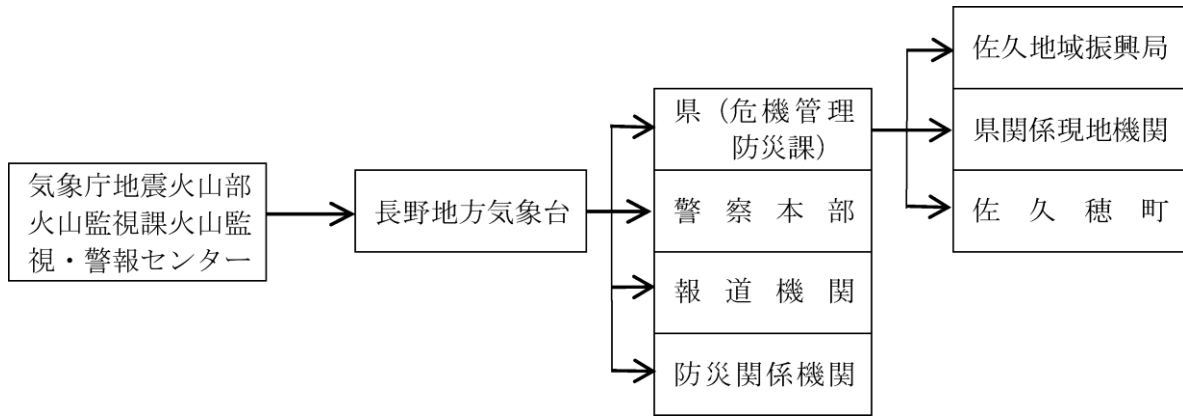 気象庁地震火山部
火山監視課火山監
視・警報センター
長野地方気象台
県（危機管理
防災課）
警察本部
報道機関
防災関係機関
佐久地域振興局
県関係現地機関
佐久穂町